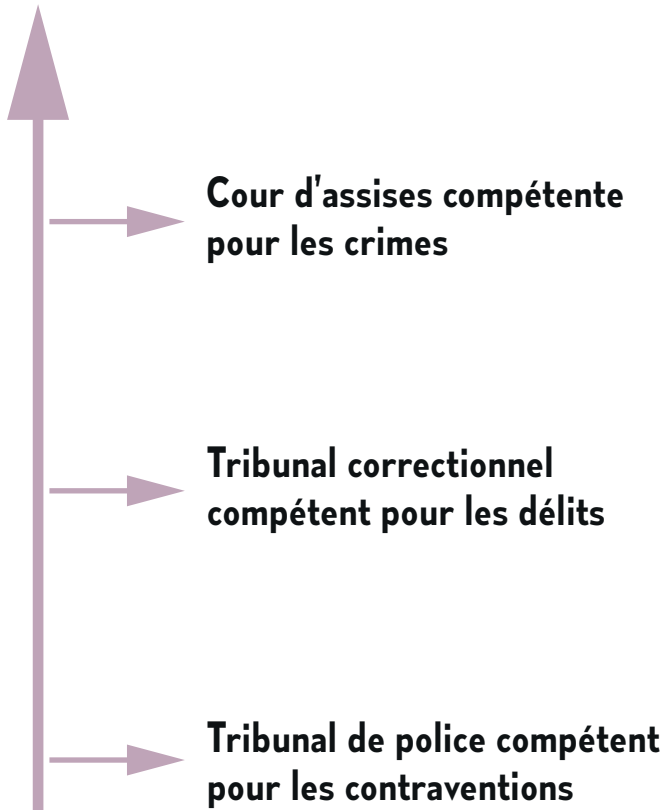 Cour d'assises compétente
pour les crimes
Tribunal correctionnel
compétent pour les délits
Tribunal de police compétent
pour les contraventions